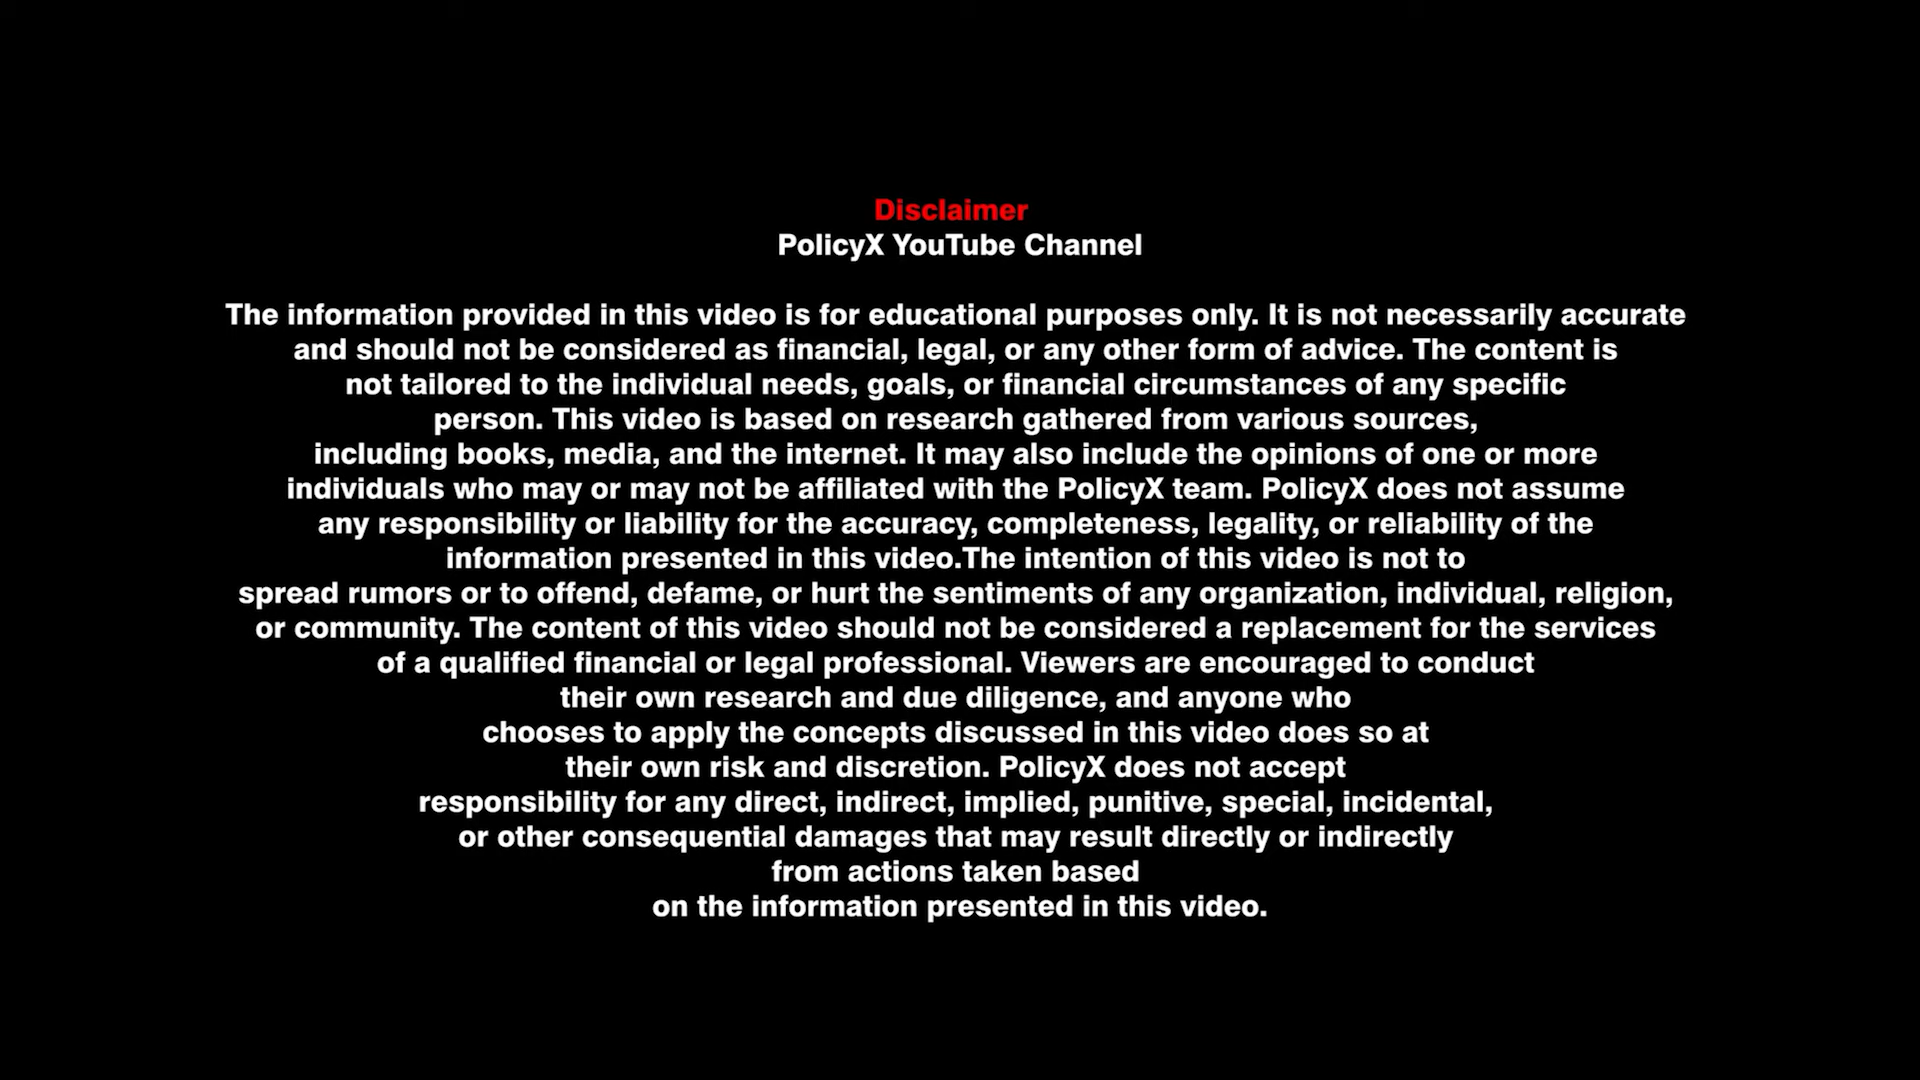 Disclaimer
PolicyX YouTube Channel
The information provided in this video is for educational purposes only. It is not necessarily accurate
and should not be considered as financial, legal, or any other form of advice. The content is
not tailored to the individual needs, goals, or financial circumstances of any specific
person. This video is based on research gathered from various sources,
including books, media, and the internet. It may also include the opinions of one or more
individuals who may or may not be affiliated with the PolicyX team. PolicyX does not assume
any responsibility or liability for the accuracy, completeness, legality, or reliability of the
information presented in this video.The intention of this video is not to
spread rumors or to offend, defame, or hurt the sentiments of any organization, individual, religion,
or community. The content of this video should not be considered a replacement for the services
of a qualified financial or legal professional. Viewers are encouraged to conduct
their own research and due diligence, and anyone who
chooses to apply the concepts discussed in this video does so at
their own risk and discretion. PolicyX does not accept
responsibility for any direct, indirect, implied, punitive, special, incidental,
or other consequential damages that may result directly or indirectly
from actions taken based
on the information presented in this video.